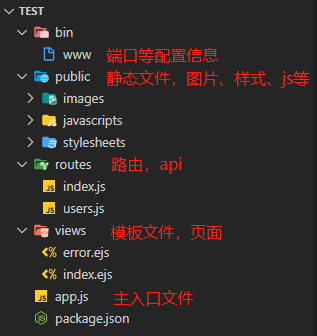 TEST
bin
www 端口等配置信息
public 静态文件，图片、样式、js等
images
javascripts
stylesheets
routes 路由，api
index.js
users.js
views 模板文件，页面
error.ejs
index.ejs
app.js 主入口文件
package.json